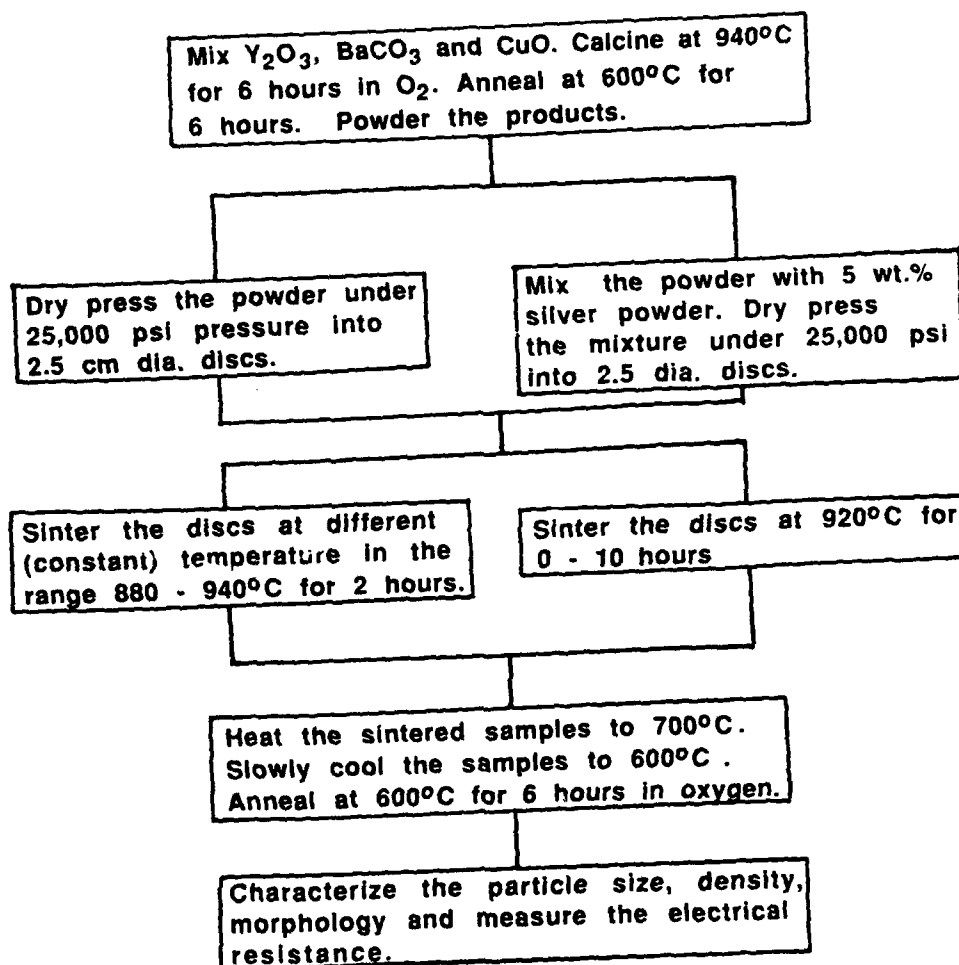 Mix Y₂O₃, BaCO₃ and CuO. Calcine at 940°C
for 6 hours in O₂. Anneal at 600°C for
6 hours. Powder the products.
Dry press the powder under
25,000 psi pressure into
2.5 cm dia. discs.
Mix the powder with 5 wt.%
silver powder. Dry press
the mixture under 25,000 psi
into 2.5 dia. discs.
Sinter the discs at different
(constant) temperature in the
range 880 - 940°C for 2 hours.
Sinter the discs at 920°C for
0 - 10 hours
Heat the sintered samples to 700°C.
Slowly cool the samples to 600°C .
Anneal at 600°C for 6 hours in oxygen.
Characterize the particle size, density,
morphology and measure the electrical
resistance.